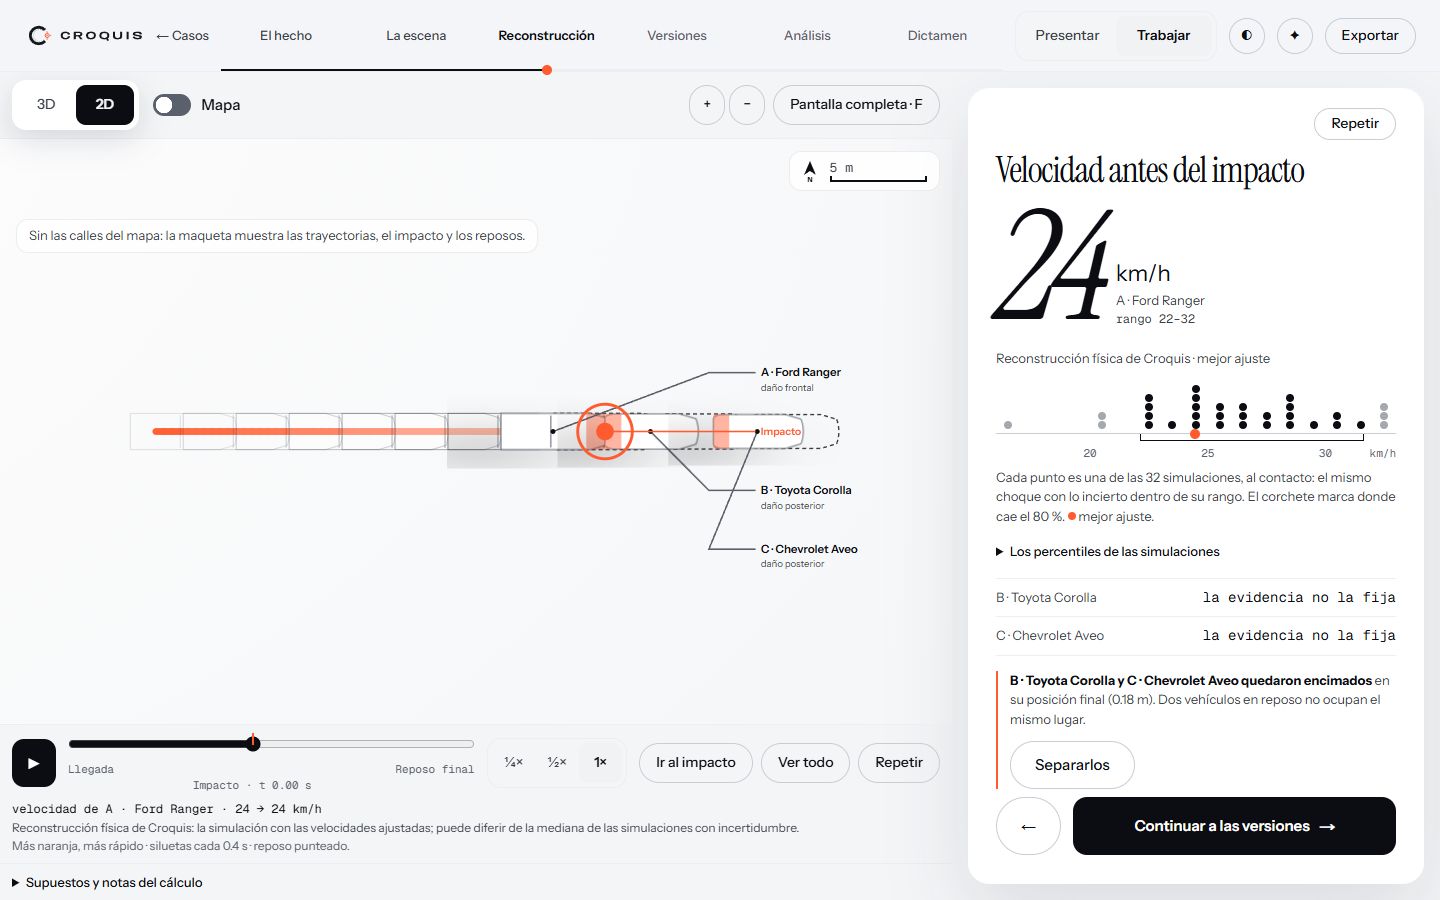 CROQUIS
← Casos
El hecho
La escena
Reconstrucción
Versiones
Análisis
Dictamen
Presentar
Trabajar
Exportar
3D
2D
Mapa
+
−
Pantalla completa · F
N
5 m
Sin las calles del mapa: la maqueta muestra las trayectorias, el impacto y los reposos.
A · Ford Ranger
daño frontal
Impacto
B · Toyota Corolla
daño posterior
C · Chevrolet Aveo
daño posterior
Llegada
Reposo final
Impacto · t 0.00 s
¼×
½×
1×
Ir al impacto
Ver todo
Repetir
velocidad de A · Ford Ranger · 24 → 24 km/h
Reconstrucción física de Croquis: la simulación con las velocidades ajustadas; puede diferir de la mediana de las simulaciones con incertidumbre.
Más naranja, más rápido · siluetas cada 0.4 s · reposo punteado.
Supuestos y notas del cálculo
Repetir
Velocidad antes del impacto
24
km/h
A · Ford Ranger
rango 22–32
Reconstrucción física de Croquis · mejor ajuste
20
25
30
km/h
Cada punto es una de las 32 simulaciones, al contacto: el mismo
choque con lo incierto dentro de su rango. El corchete marca donde
cae el 80 %. mejor ajuste.
Los percentiles de las simulaciones
B · Toyota Corolla
la evidencia no la fija
C · Chevrolet Aveo
la evidencia no la fija
B · Toyota Corolla y C · Chevrolet Aveo quedaron encimados en
su posición final (0.18 m). Dos vehículos en reposo no ocupan el
mismo lugar.
Separarlos
←
Continuar a las versiones →